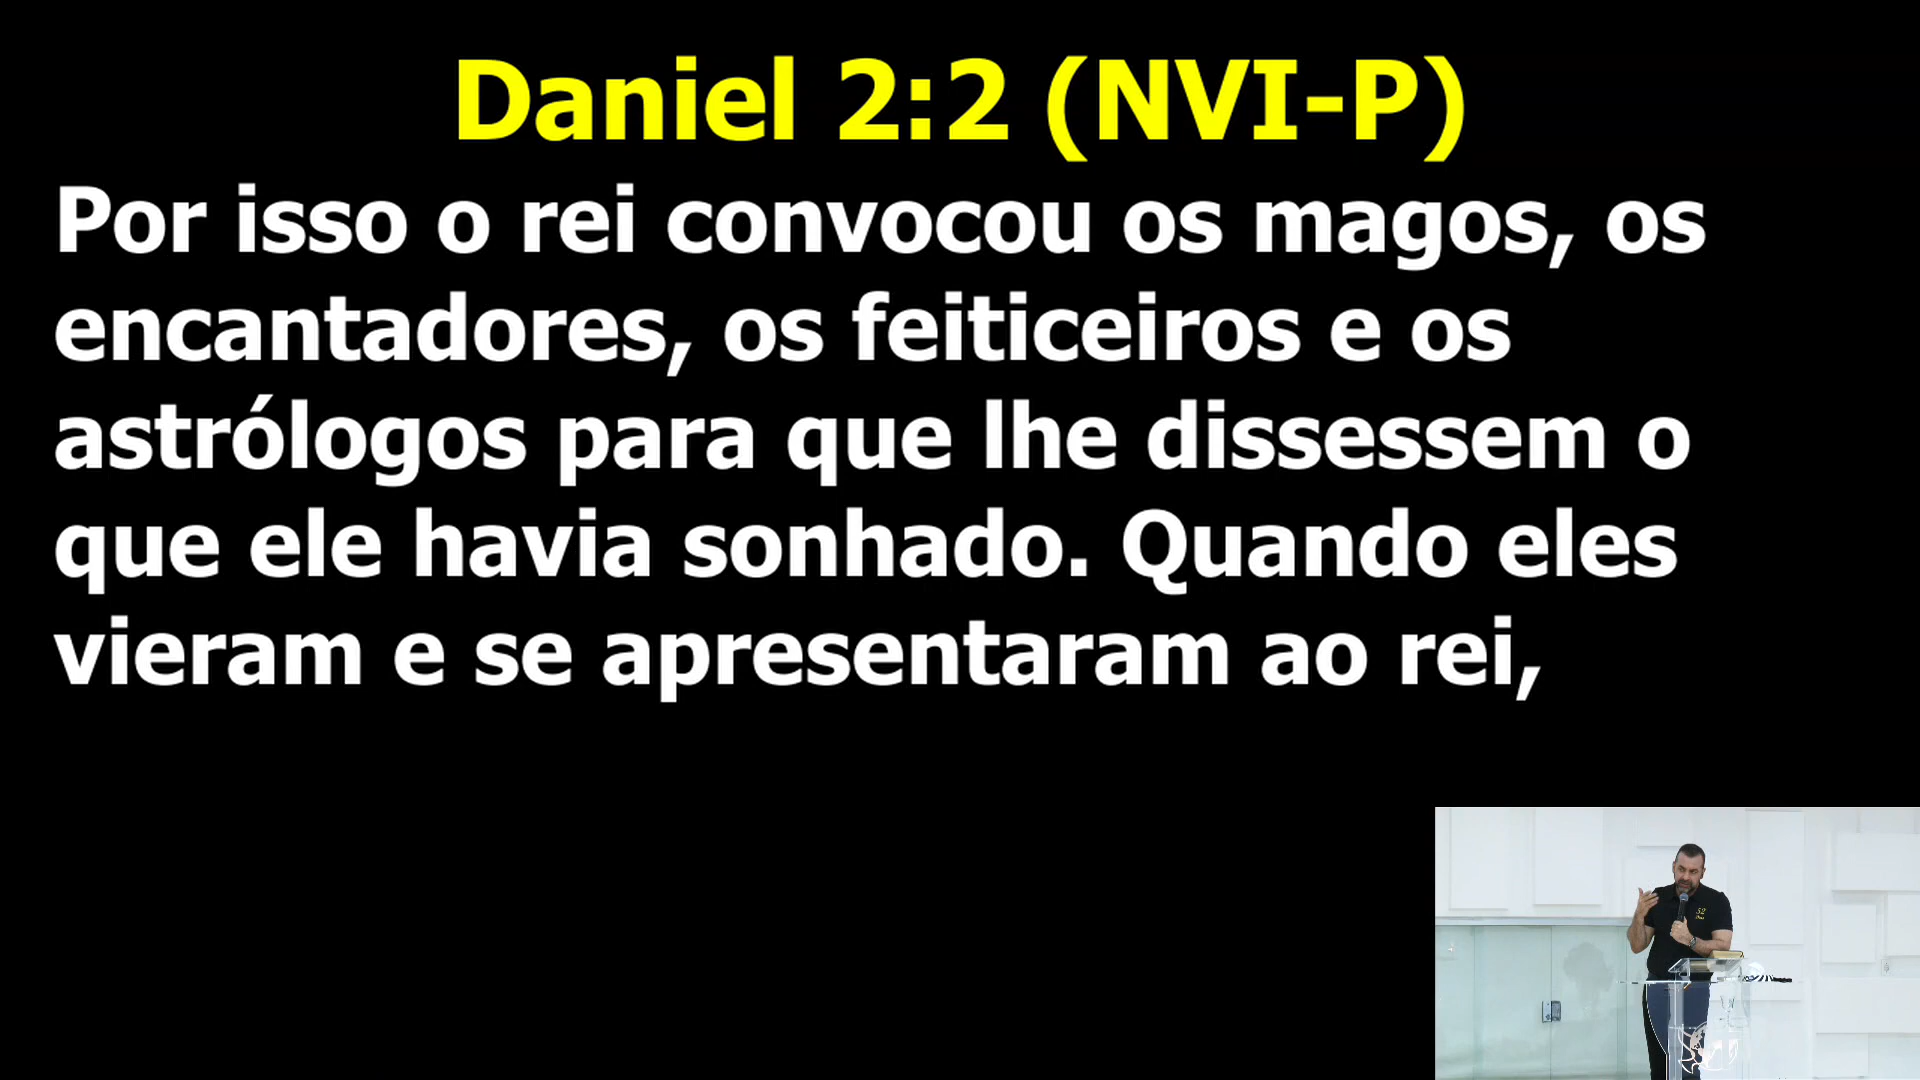 Daniel 2:2 (NVI-P)
Por isso o rei convocou os magos, os
encantadores, os feiticeiros e os
astrólogos para que lhe dissessem o
que ele havia sonhado. Quando eles
vieram e se apresentaram ao rei,
52